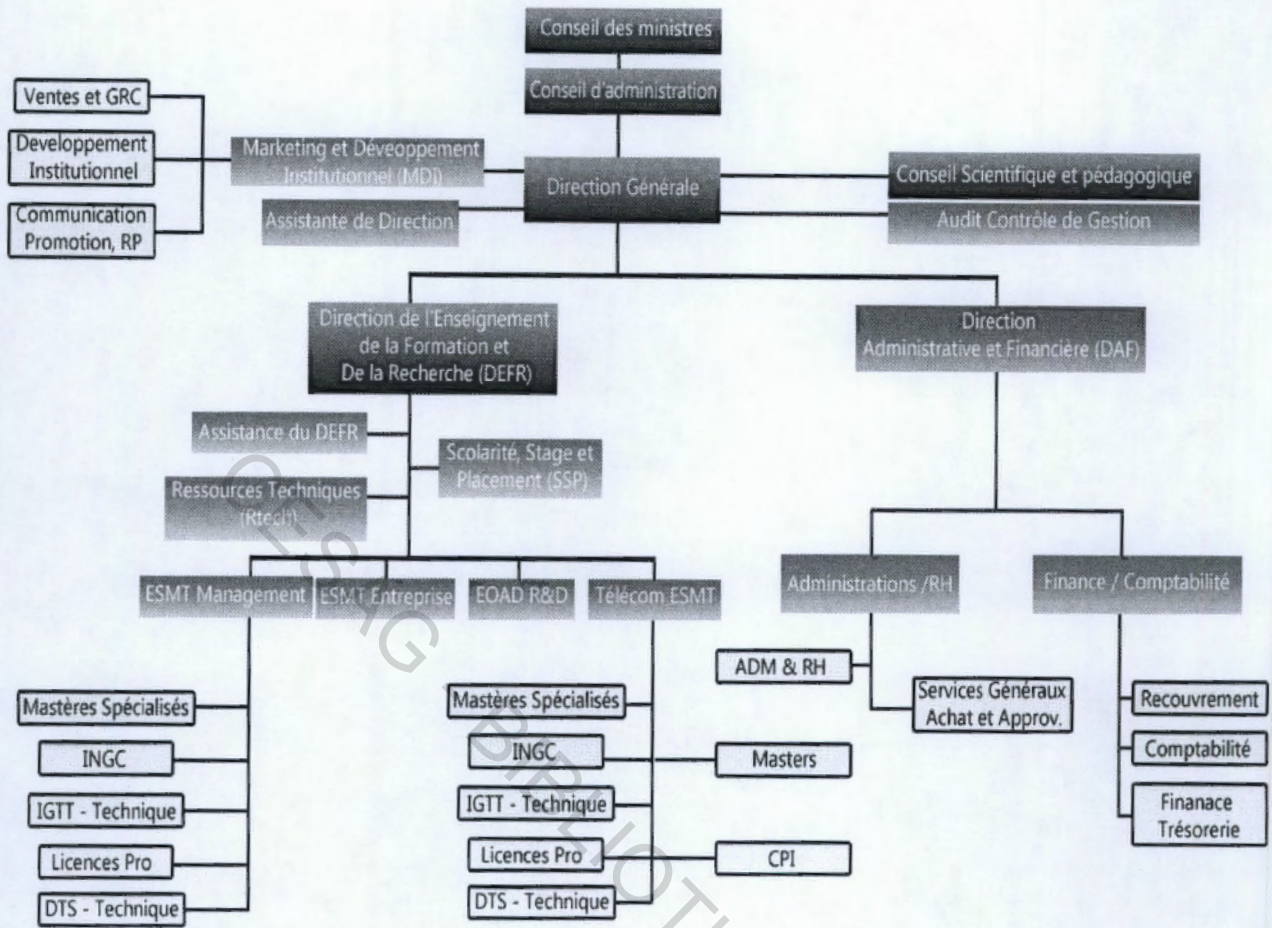 Conseil des ministres
Conseil d'administration
Ventes et GRC
Developpement
Institutionnel
Communication
Promotion, RP
Marketing et Déveoppement
Institutionnel (MDI)
Assistante de Direction
Direction Générale
Conseil Scientifique et pédagogique
Audit Contrôle de Gestion
Direction de l'Enseignement
de la Formation et
De la Recherche (DEFR)
Direction
Administrative et Financière (DAF)
Assistance du DEFR
Scolarité, Stage et
Placement (SSP)
Ressources Techniques
(Rtech)
ESMT Management
ESMT Entreprise
EOAD R&D
Télécom ESMT
Administrations /RH
Finance / Comptabilité
Mastères Spécialisés
INGC
IGTT - Technique
Licences Pro
DTS - Technique
Mastères Spécialisés
INGC
IGTT - Technique
Licences Pro
DTS - Technique
Masters
CPI
ADM & RH
Services Généraux
Achat et Approv.
Recouvrement
Comptabilité
Finanace
Trésorerie
CESAG - BIBLIOTH